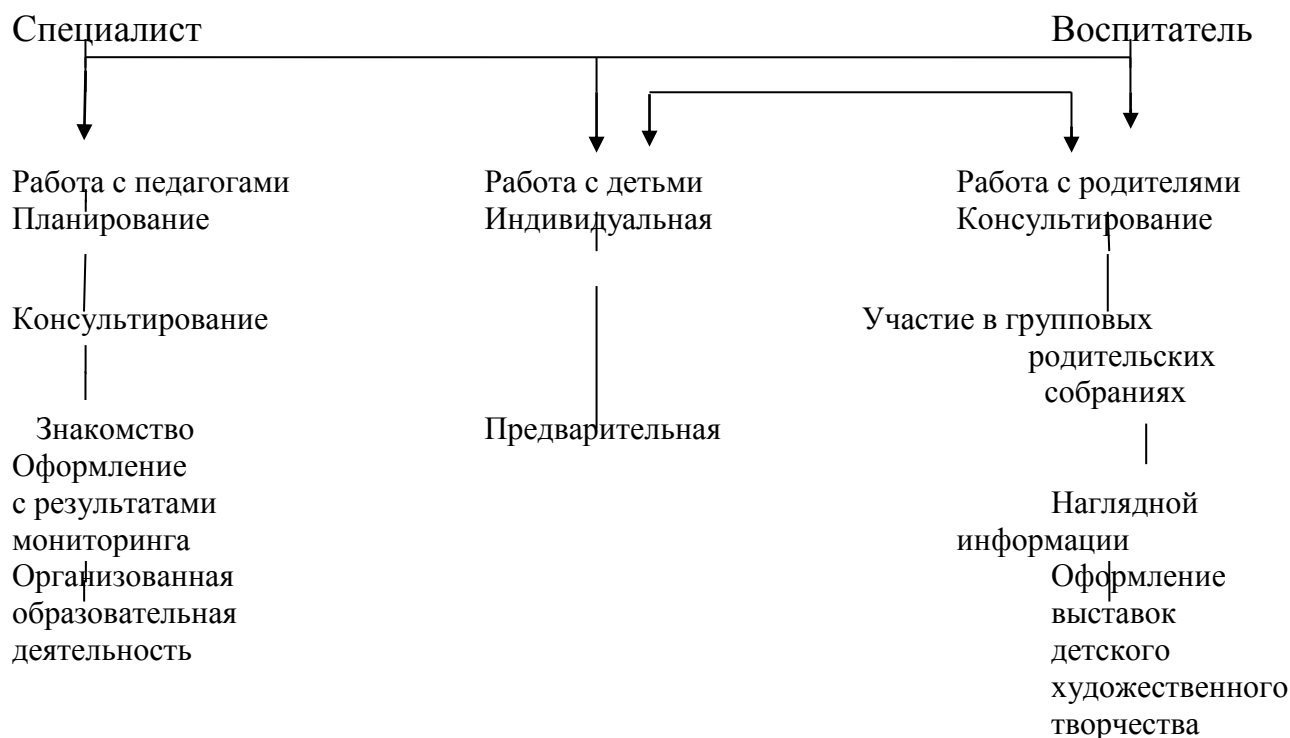 Специалист Воспитатель
Работа с педагогами Работа с детьми Работа с родителями
Планирование Индивидуальная Консультирование
Консультирование Участие в групповых
родительских
собраниях
Знакомство Предварительная
Оформление
с результатами Наглядной
мониторинга информации
Организованная Оформление
образовательная выставок
деятельность детского
художественного
творчества